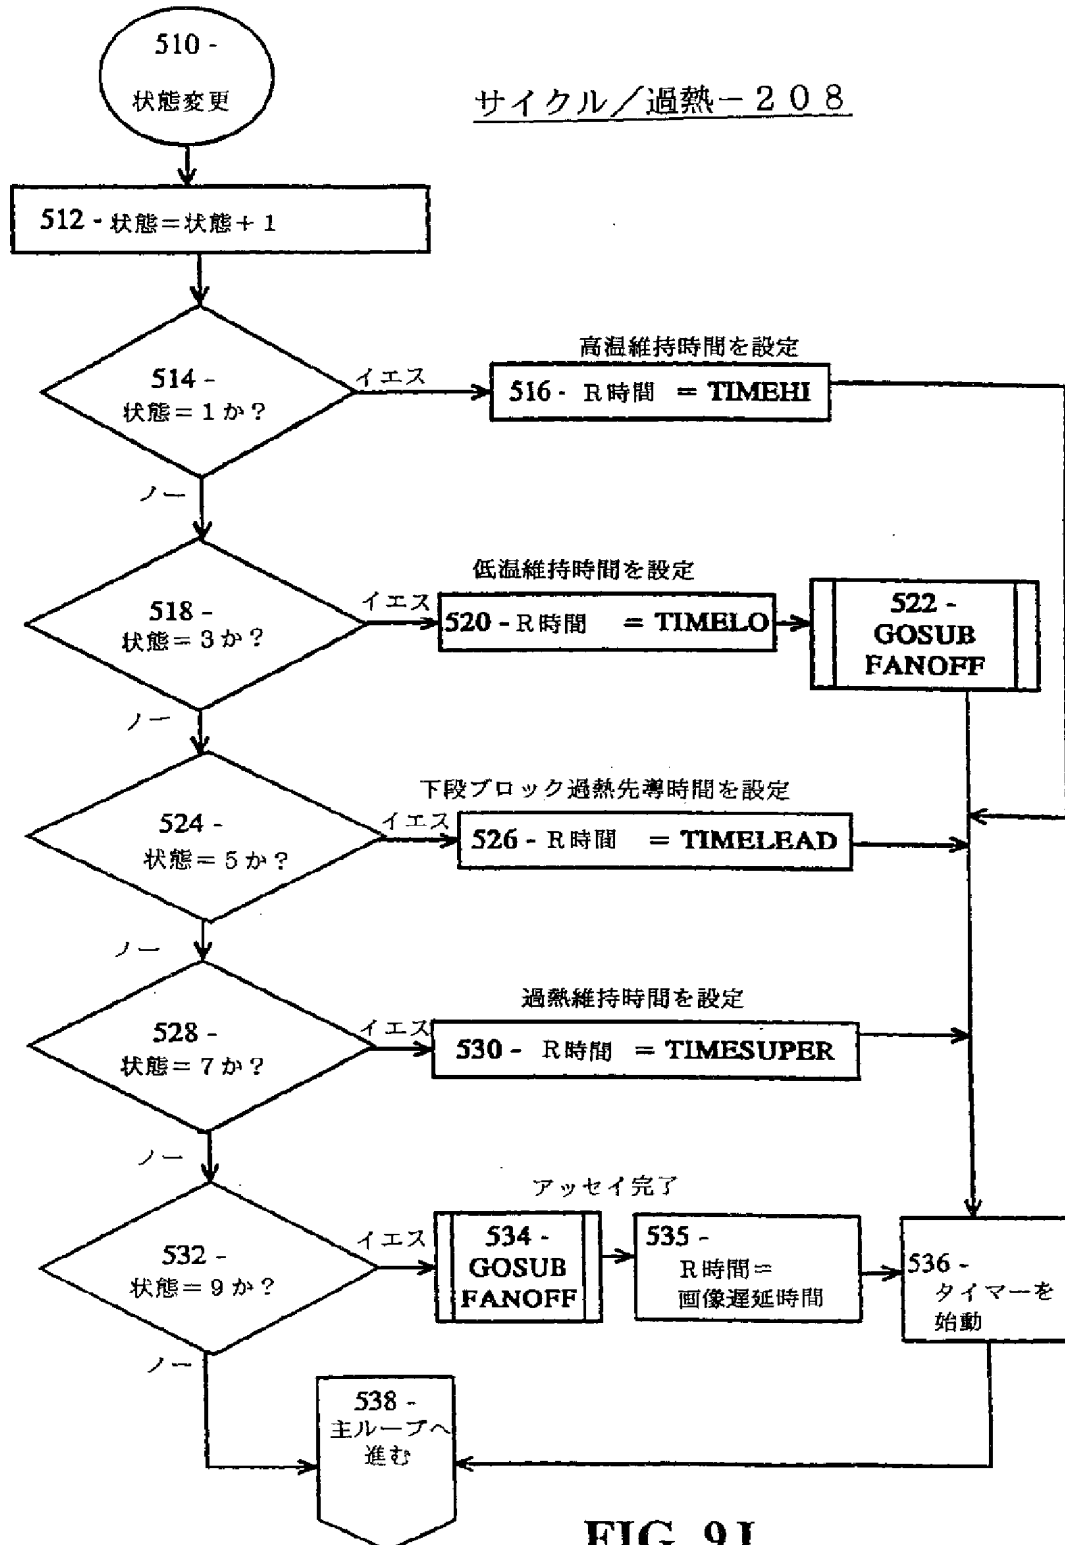 510 -
状態変更
サイクル／過熱－２０８
512 - 状態＝状態＋１
514 -
状態＝１か？
イエス
高温維持時間を設定
516 - R時間 = TIMEHI
ノー
518 -
状態＝３か？
イエス
低温維持時間を設定
520 - R時間 = TIMELO
522 -
GOSUB
FANOFF
ノー
524 -
状態＝５か？
イエス
下段ブロック過熱先導時間を設定
526 - R時間 = TIMELEAD
ノー
528 -
状態＝７か？
イエス
過熱維持時間を設定
530 - R時間 = TIMESUPER
ノー
532 -
状態＝９か？
イエス
アッセイ完了
534 -
GOSUB
FANOFF
535 -
R時間＝
画像遅延時間
536 -
タイマーを
始動
ノー
538 -
主ループへ
進む